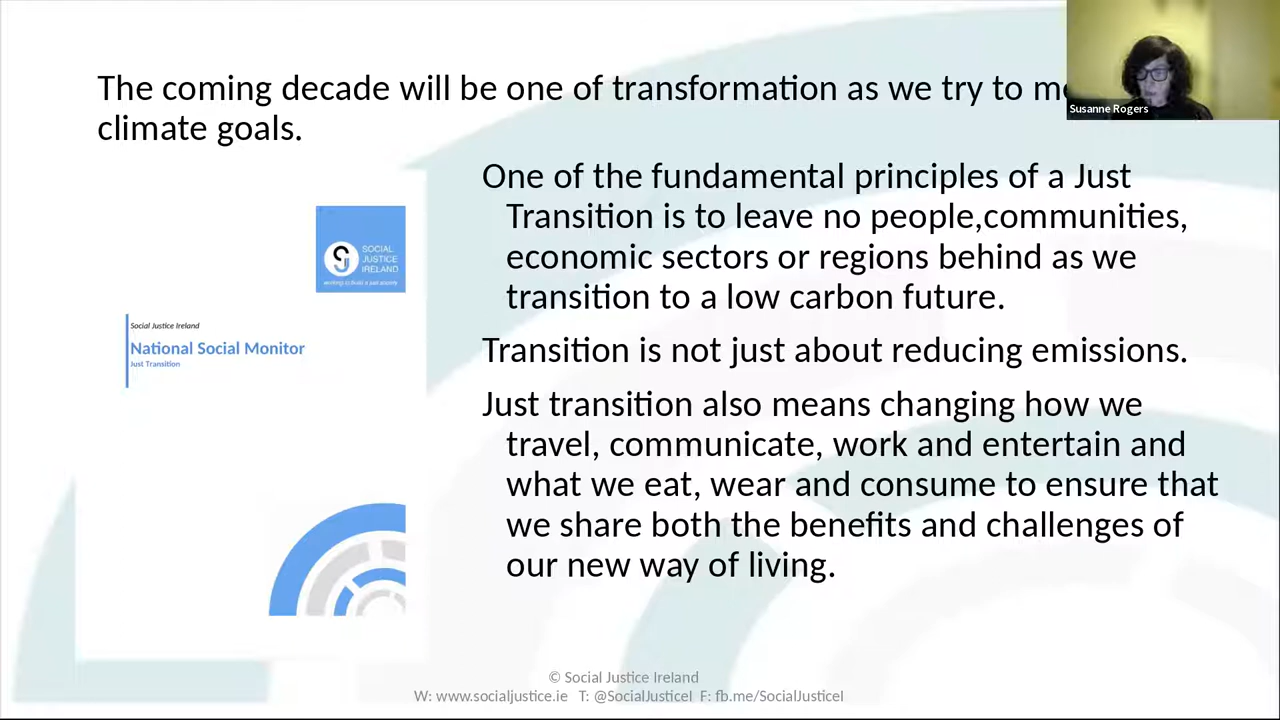 The coming decade will be one of transformation as we try to
climate goals.
Susanne Rogers
One of the fundamental principles of a Just
Transition is to leave no people,communities,
economic sectors or regions behind as we
transition to a low carbon future.
Transition is not just about reducing emissions.
Just transition also means changing how we
travel, communicate, work and entertain and
what we eat, wear and consume to ensure that
we share both the benefits and challenges of
our new way of living.
SOCIAL
JUSTICE
IRELAND
working to build a just society
Social Justice Ireland
National Social Monitor
Just Transition
© Social Justice Ireland
W: www.socialjustice.ie T: @SocialJusticeI F: fb.me/SocialJusticeI